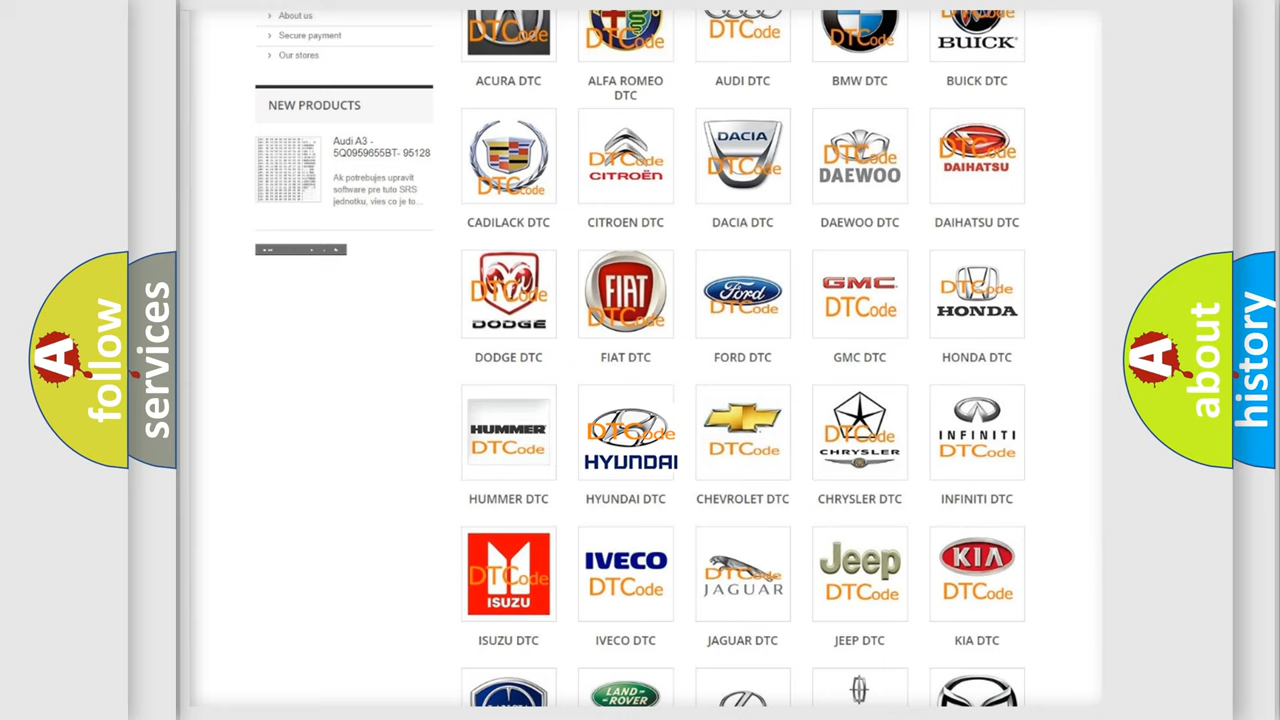 About us
Secure payment
Our stores
NEW PRODUCTS
Audi A3 -
5Q0959655BT- 95128
Ak potrebujes upravit
software pre tuto SRS
jednotku, vies co je to...
DTCode DTCode DTCode DTCode BUICK
ACURA DTC
ALFA ROMEO
DTC
AUDI DTC
BMW DTC
BUICK DTC
DTCode
DTCode
CITROËN
DACIA
DTCode
DTCode
DAEWOO
DTCode
DAIHATSU
CADILACK DTC
CITROEN DTC
DACIA DTC
DAEWOO DTC
DAIHATSU DTC
DTCode
DODGE
FIAT
DTCode
Ford
DTCode
GMC
DTCode
DTCode
HONDA
DODGE DTC
FIAT DTC
FORD DTC
GMC DTC
HONDA DTC
HUMMER
DTCode
DTCode
HYUNDAI
DTCode
DTCode
CHRYSLER
INFINITI
DTCode
HUMMER DTC
HYUNDAI DTC
CHEVROLET DTC
CHRYSLER DTC
INFINITI DTC
DTCode
ISUZU
IVECO
DTCode
DTCode
JAGUAR
Jeep
DTCode
KIA
DTCode
ISUZU DTC
IVECO DTC
JAGUAR DTC
JEEP DTC
KIA DTC
LAND-
ROVER
A
follow
services
A
about
history